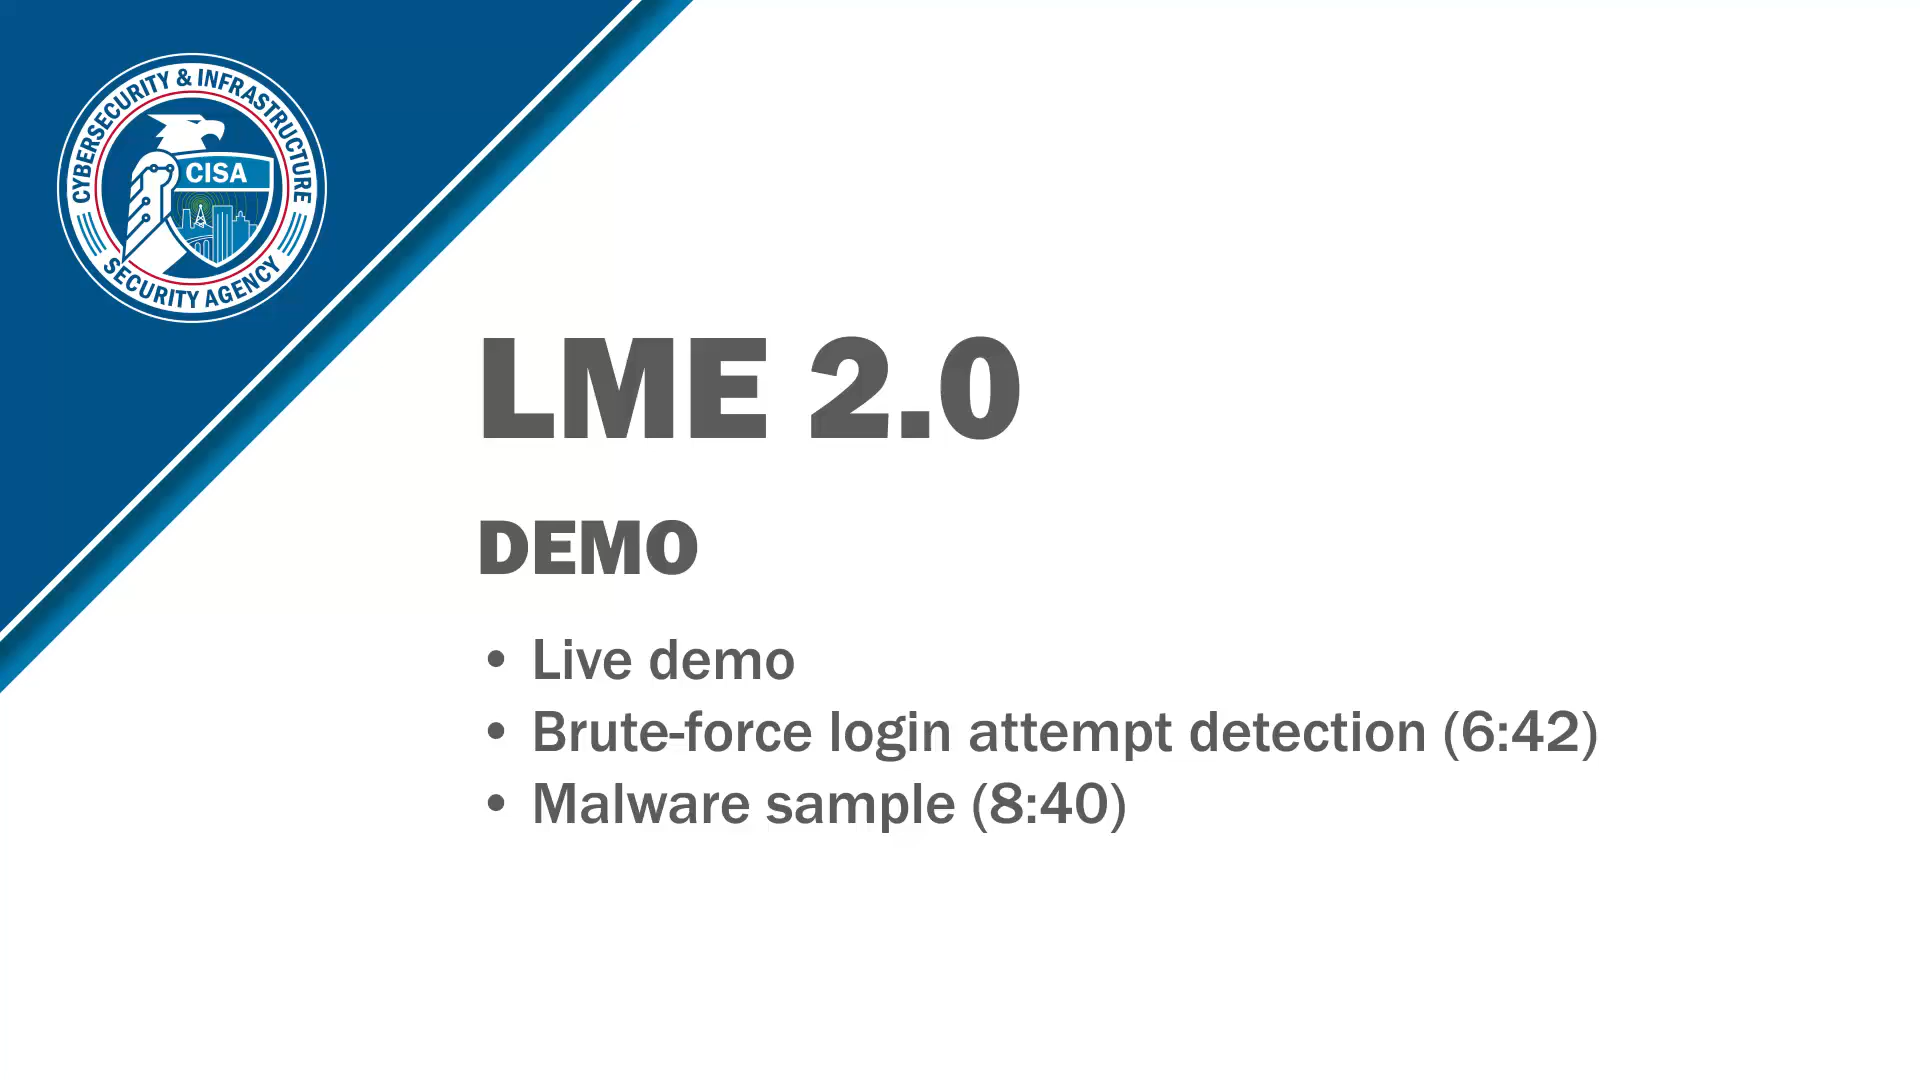 CYBERSECURITY & INFRASTRUCTURE
SECURITY AGENCY
CISA
LME 2.0
DEMO
• Live demo
• Brute-force login attempt detection (6:42)
• Malware sample (8:40)